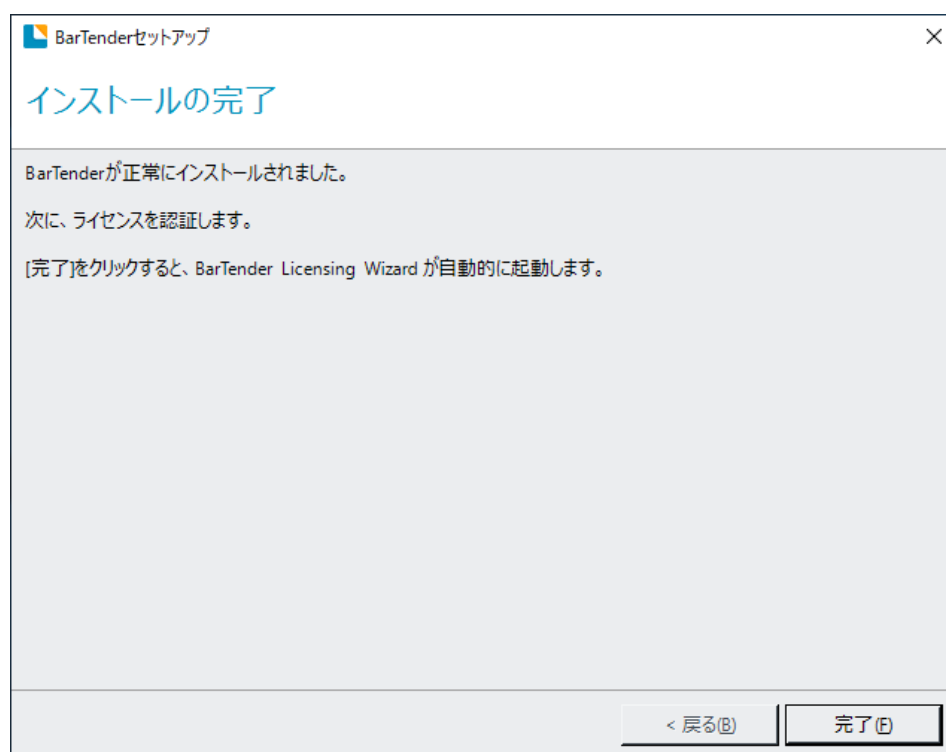 BarTenderセットアップ
インストールの完了
BarTenderが正常にインストールされました。
次に、ライセンスを認証します。
[完了]をクリックすると、BarTender Licensing Wizard が自動的に起動します。
< 戻る(B)
完了(F)